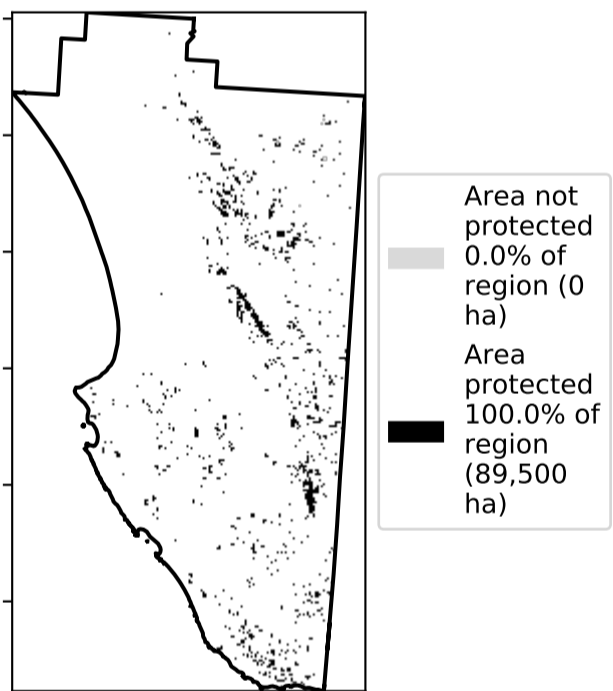 Area not
protected
0.0% of
region (0
ha)
Area
protected
100.0% of
region
(89,500
ha)